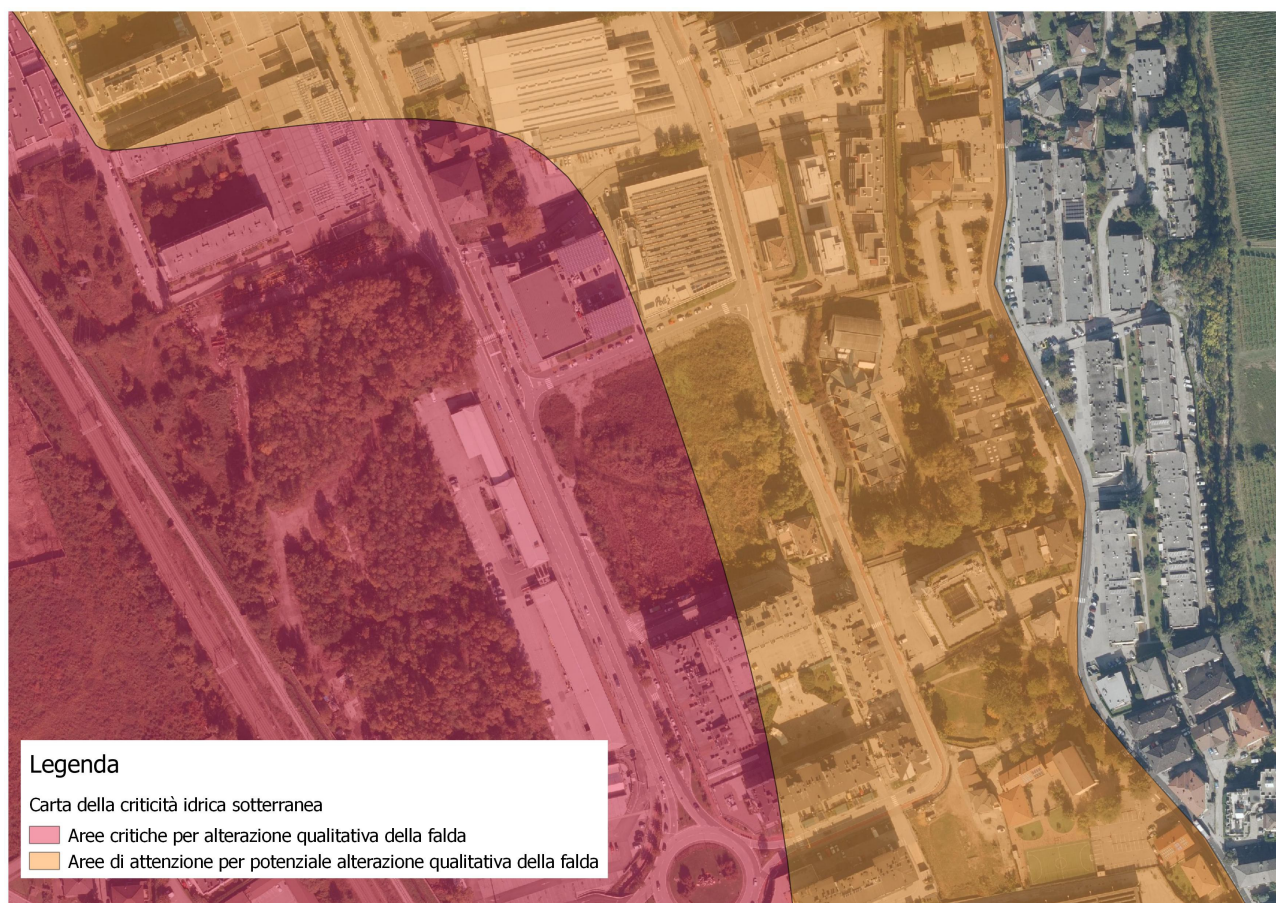 Legenda
Carta della criticità idrica sotterranea
Aree critiche per alterazione qualitativa della falda
Aree di attenzione per potenziale alterazione qualitativa della falda